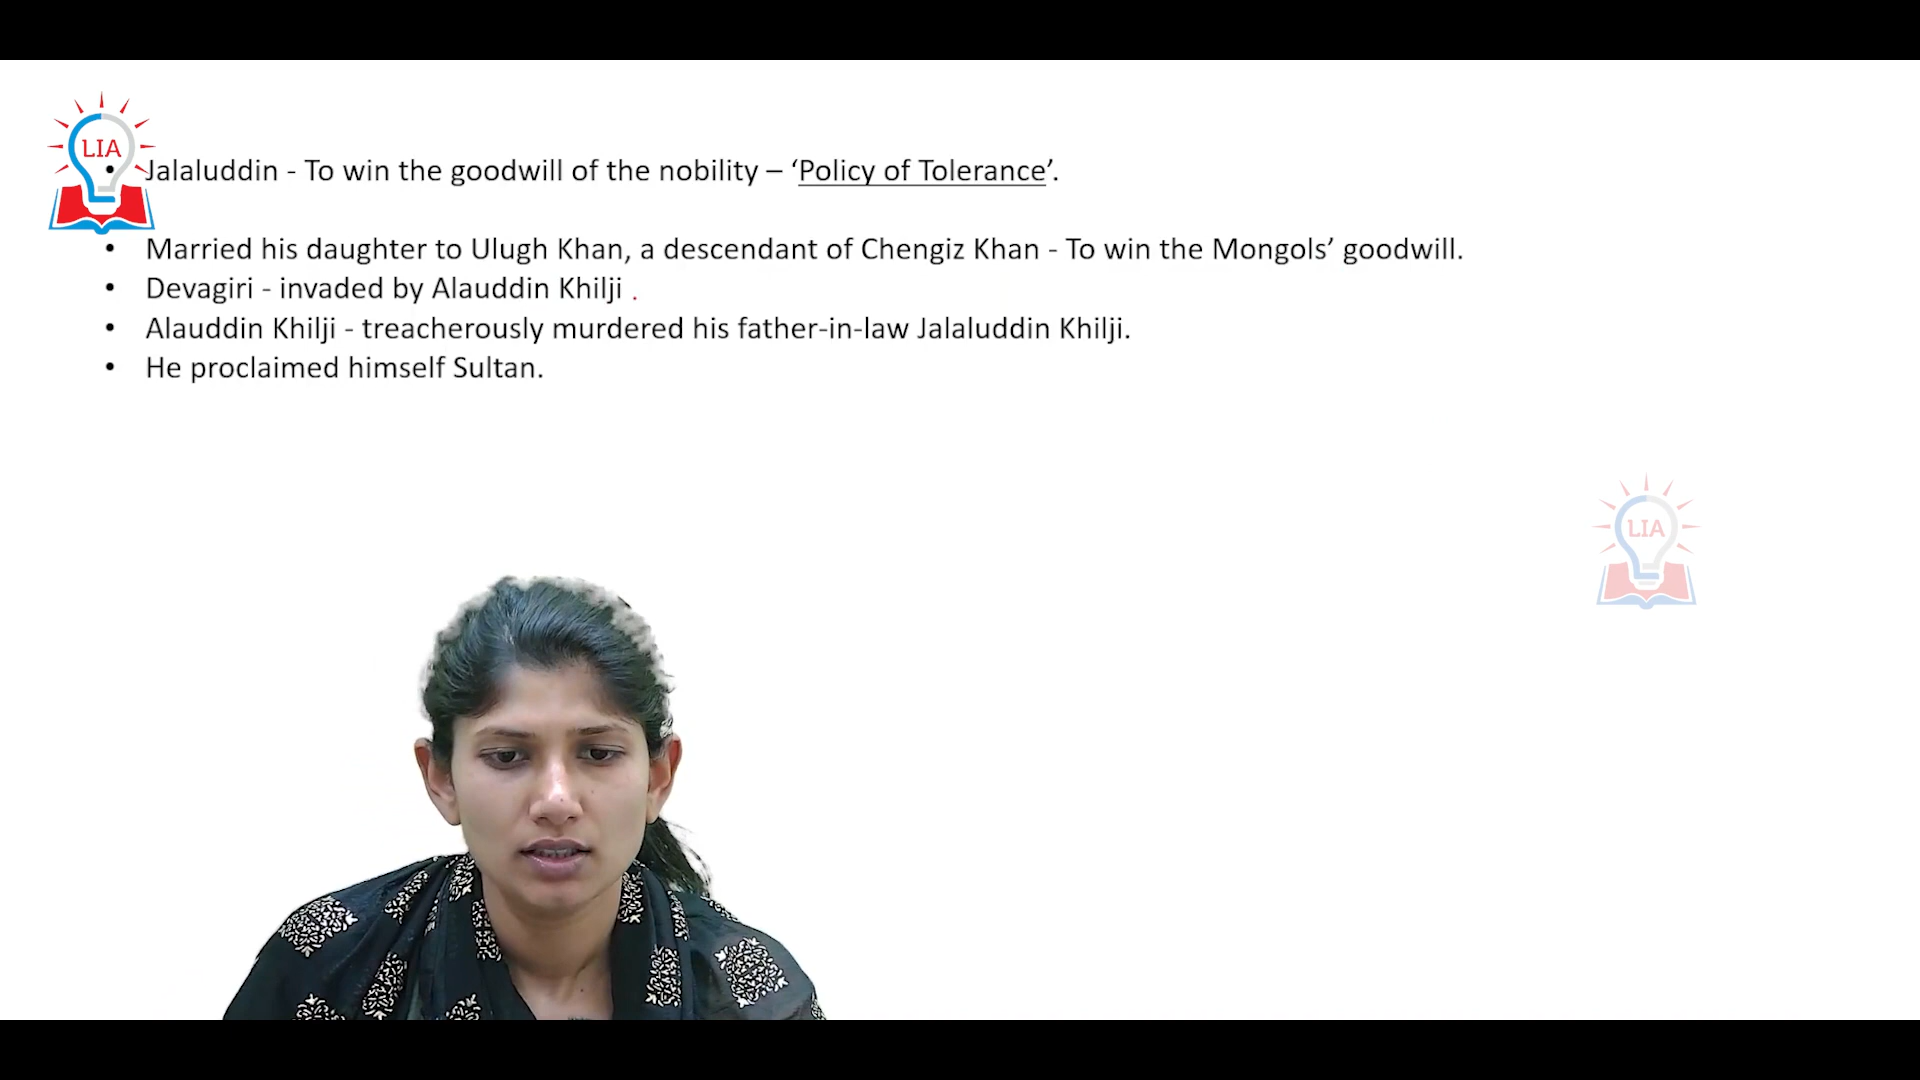 LIA
• Jalaluddin - To win the goodwill of the nobility – ‘Policy of Tolerance’.
• Married his daughter to Ulugh Khan, a descendant of Chengiz Khan - To win the Mongols’ goodwill.
• Devagiri - invaded by Alauddin Khilji .
• Alauddin Khilji - treacherously murdered his father-in-law Jalaluddin Khilji.
• He proclaimed himself Sultan.
LIA